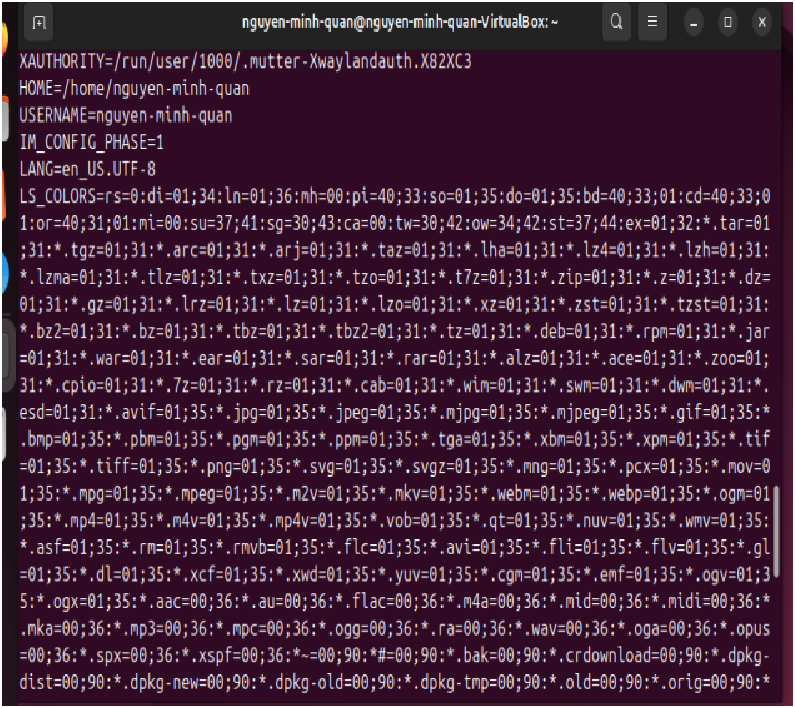 nguyen-minh-quan@nguyen-minh-quan-VirtualBox: ~
XAUTHORITY=/run/user/1000/.mutter-Xwaylandauth.X82XC3
HOME=/home/nguyen-minh-quan
USERNAME=nguyen-minh-quan
IM_CONFIG_PHASE=1
LANG=en_US.UTF-8
LS_COLORS=rs=0:di=01;34:ln=01;36:mh=00:pi=40;33:so=01;35:do=01;35:bd=40;33;01:cd=40;33;0
1:or=40;31;01:mi=00:su=37;41:sg=30;43:ca=00:tw=30;42:ow=34;42:st=37;44:ex=01;32:*.tar=01
;31:*.tgz=01;31:*.arc=01;31:*.arj=01;31:*.taz=01;31:*.lha=01;31:*.lz4=01;31:*.lzh=01;31:
*.lzma=01;31:*.tlz=01;31:*.txz=01;31:*.tzo=01;31:*.t7z=01;31:*.zip=01;31:*.z=01;31:*.dz=
01;31:*.gz=01;31:*.lrz=01;31:*.lz=01;31:*.lzo=01;31:*.xz=01;31:*.zst=01;31:*.tzst=01;31:
*.bz2=01;31:*.bz=01;31:*.tbz=01;31:*.tbz2=01;31:*.tz=01;31:*.deb=01;31:*.rpm=01;31:*.jar
=01;31:*.war=01;31:*.ear=01;31:*.sar=01;31:*.rar=01;31:*.alz=01;31:*.ace=01;31:*.zoo=01;
31:*.cpio=01;31:*.7z=01;31:*.rz=01;31:*.cab=01;31:*.wim=01;31:*.swm=01;31:*.dwm=01;31:*.
esd=01;31:*.avif=01;35:*.jpg=01;35:*.jpeg=01;35:*.mjpg=01;35:*.mjpeg=01;35:*.gif=01;35:*
.bmp=01;35:*.pbm=01;35:*.pgm=01;35:*.ppm=01;35:*.tga=01;35:*.xbm=01;35:*.xpm=01;35:*.tif
=01;35:*.tiff=01;35:*.png=01;35:*.svg=01;35:*.svgz=01;35:*.mng=01;35:*.pcx=01;35:*.mov=0
1;35:*.mpg=01;35:*.mpeg=01;35:*.m2v=01;35:*.mkv=01;35:*.webm=01;35:*.webp=01;35:*.ogm=01
;35:*.mp4=01;35:*.m4v=01;35:*.mp4v=01;35:*.vob=01;35:*.qt=01;35:*.nuv=01;35:*.wmv=01;35:
*.asf=01;35:*.rm=01;35:*.rmvb=01;35:*.flc=01;35:*.avi=01;35:*.fli=01;35:*.flv=01;35:*.gl
=01;35:*.dl=01;35:*.xcf=01;35:*.xwd=01;35:*.yuv=01;35:*.cgm=01;35:*.emf=01;35:*.ogv=01;3
5:*.ogx=01;35:*.aac=00;36:*.au=00;36:*.flac=00;36:*.m4a=00;36:*.mid=00;36:*.midi=00;36:*
.mka=00;36:*.mp3=00;36:*.mpc=00;36:*.ogg=00;36:*.ra=00;36:*.wav=00;36:*.oga=00;36:*.opus
=00;36:*.spx=00;36:*.xspf=00;36:*~=00;90:*#=00;90:*.bak=00;90:*.crdownload=00;90:*.dpkg-
dist=00;90:*.dpkg-new=00;90:*.dpkg-old=00;90:*.dpkg-tmp=00;90:*.old=00;90:*.orig=00;90:*